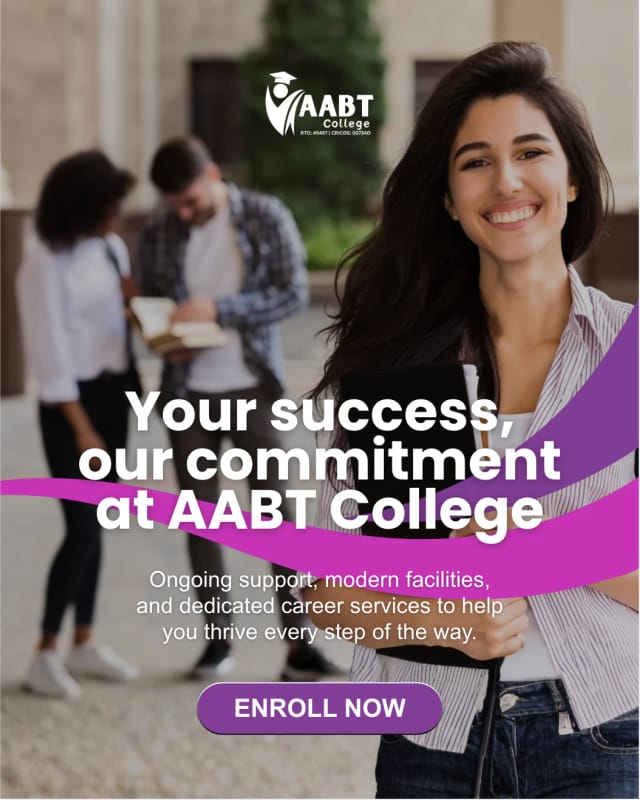 AABT
College
RTO: 45457 | CRICOS: 03734O
Your success,
our commitment
at AABT College
Ongoing support, modern facilities,
and dedicated career services to help
you thrive every step of the way.
ENROLL NOW